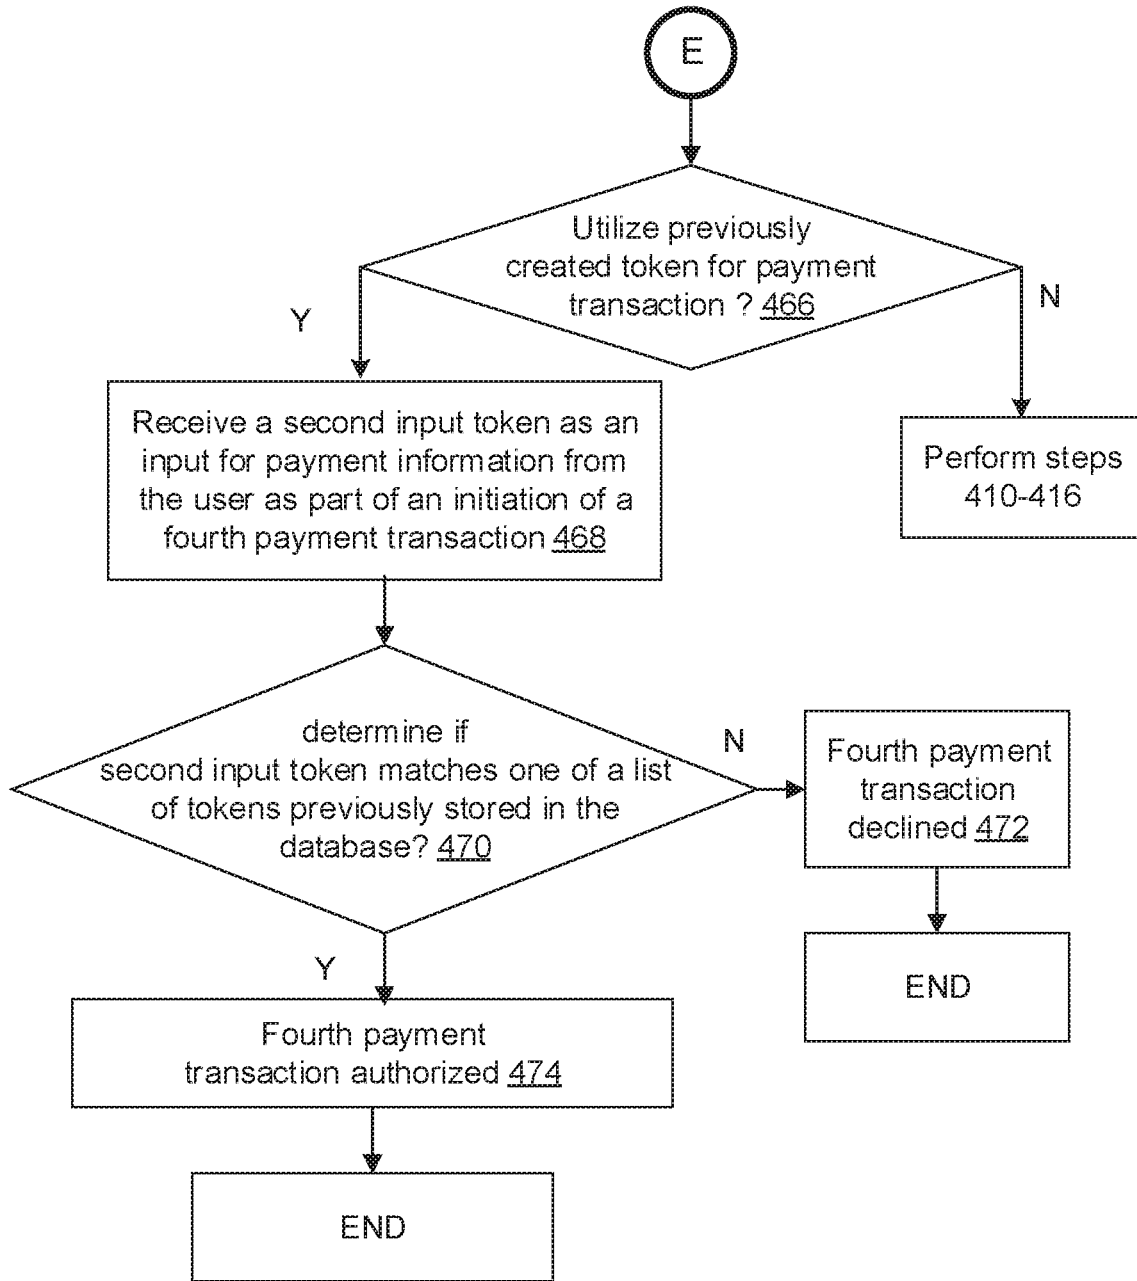 E
Utilize previously
created token for payment
transaction ? 466
Y
N
Receive a second input token as an
input for payment information from
the user as part of an initiation of a
fourth payment transaction 468
Perform steps
410-416
determine if
second input token matches one of a list
of tokens previously stored in the
database? 470
N
Fourth payment
transaction
declined 472
Y
END
Fourth payment
transaction authorized 474
END